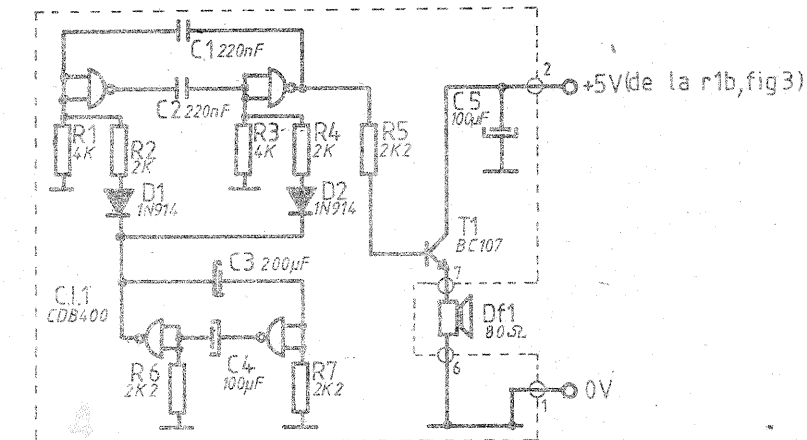 C1 220nF
C2 220nF
R1
4K
R2
2K
R3
4K
R4
2K
R5
2K2
D1
1N914
D2
1N914
C5
100µF
2
+5V(de la r1b,fig3)
T1
BC107
7
C3 200µF
C.I.1
CDB400
Df1
80Ω
C4
100µF
R6
2K2
R7
2K2
6
1
0V